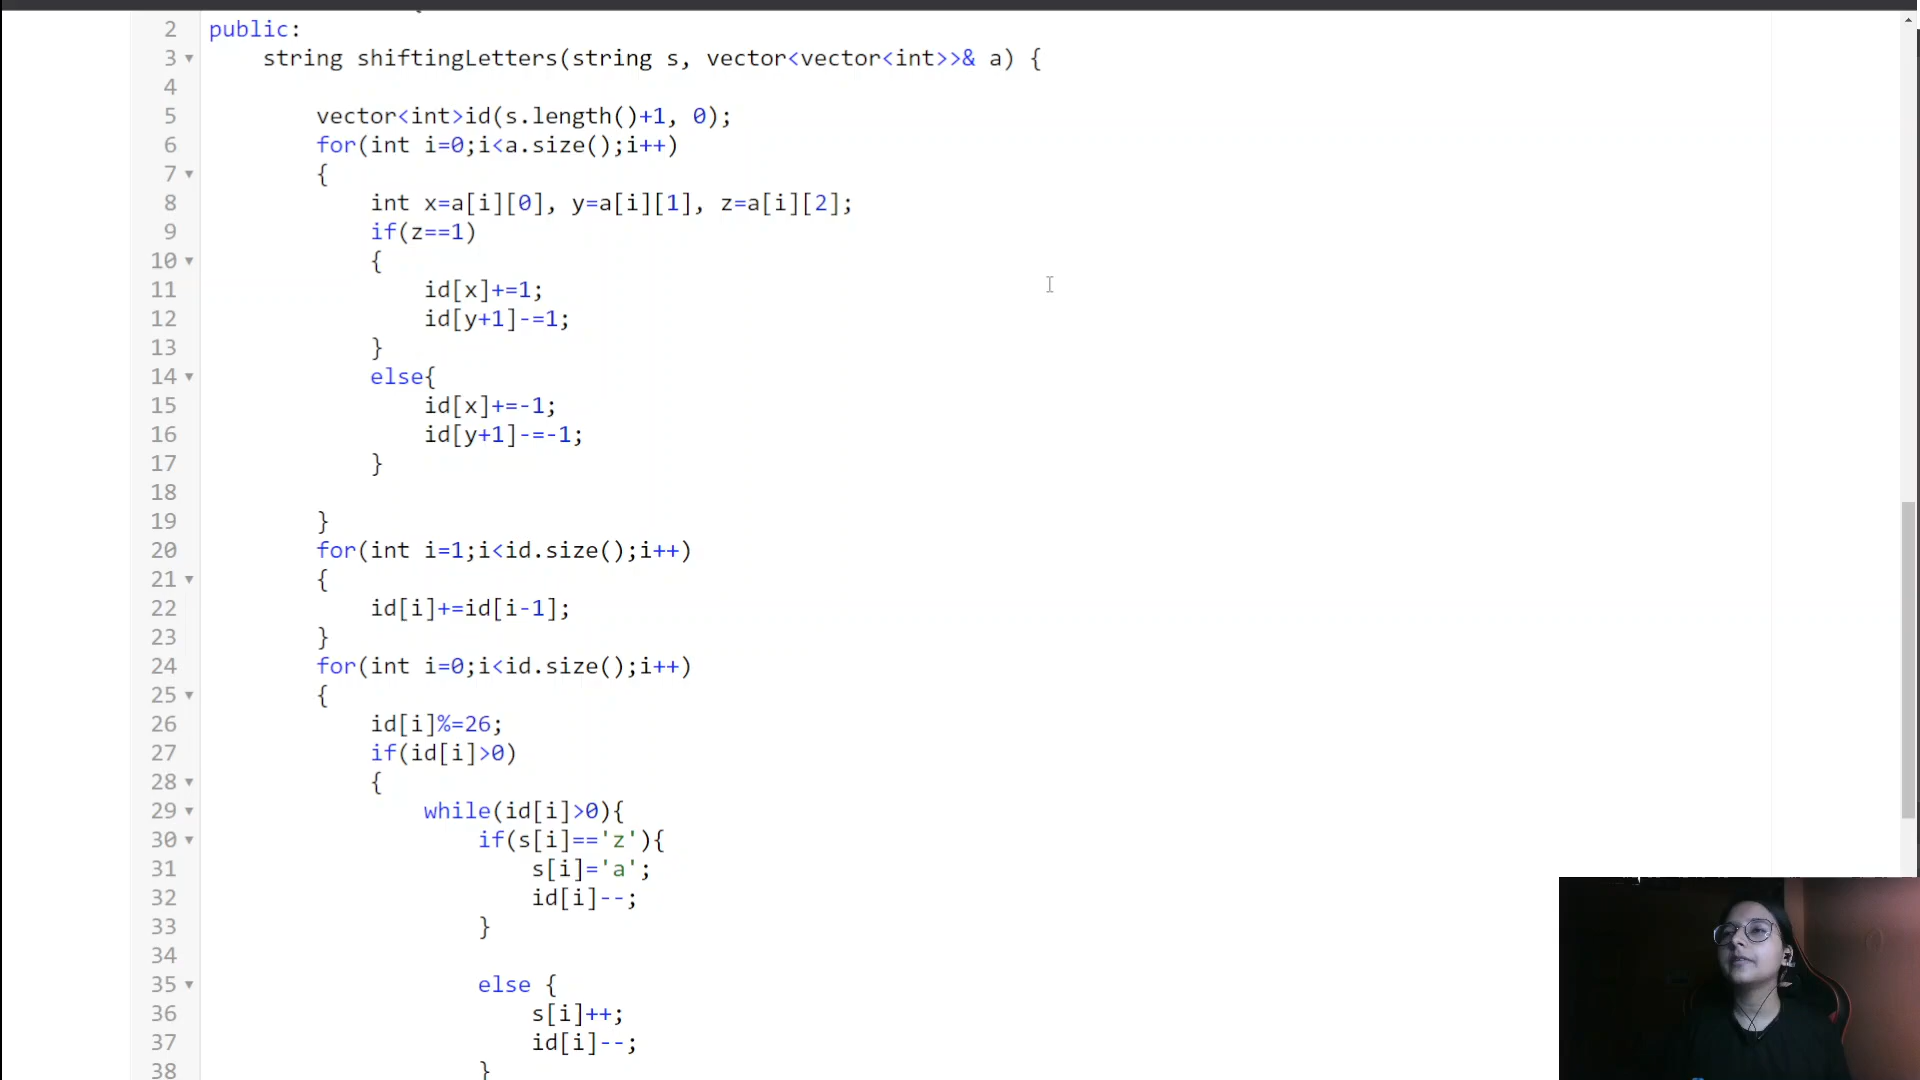 2 public:
3 string shiftingLetters(string s, vector<vector<int>>& a) {
4
5 vector<int>id(s.length()+1, 0);
6 for(int i=0;i<a.size();i++)
7 {
8 int x=a[i][0], y=a[i][1], z=a[i][2];
9 if(z==1)
10 {
11 id[x]+=1;
12 id[y+1]-=1;
13 }
14 else{
15 id[x]+=-1;
16 id[y+1]-=-1;
17 }
18
19 }
20 for(int i=1;i<id.size();i++)
21 {
22 id[i]+=id[i-1];
23 }
24 for(int i=0;i<id.size();i++)
25 {
26 id[i]%=26;
27 if(id[i]>0)
28 {
29 while(id[i]>0){
30 if(s[i]=='z'){
31 s[i]='a';
32 id[i]--;
33 }
34
35 else {
36 s[i]++;
37 id[i]--;
38 }